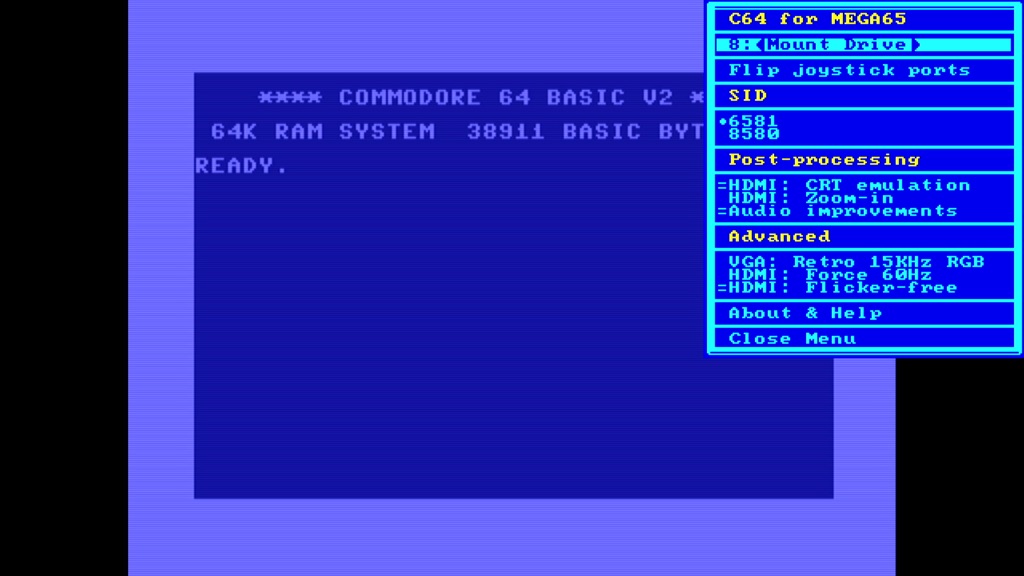 **** COMMODORE 64 BASIC V2 *
64K RAM SYSTEM 38911 BASIC BYT
READY.
C64 for MEGA65
8:<Mount Drive>
Flip joystick ports
SID
•6581
8580
Post-processing
=HDMI: CRT emulation
HDMI: Zoom-in
=Audio improvements
Advanced
VGA: Retro 15KHz RGB
HDMI: Force 60Hz
=HDMI: Flicker-free
About & Help
Close Menu